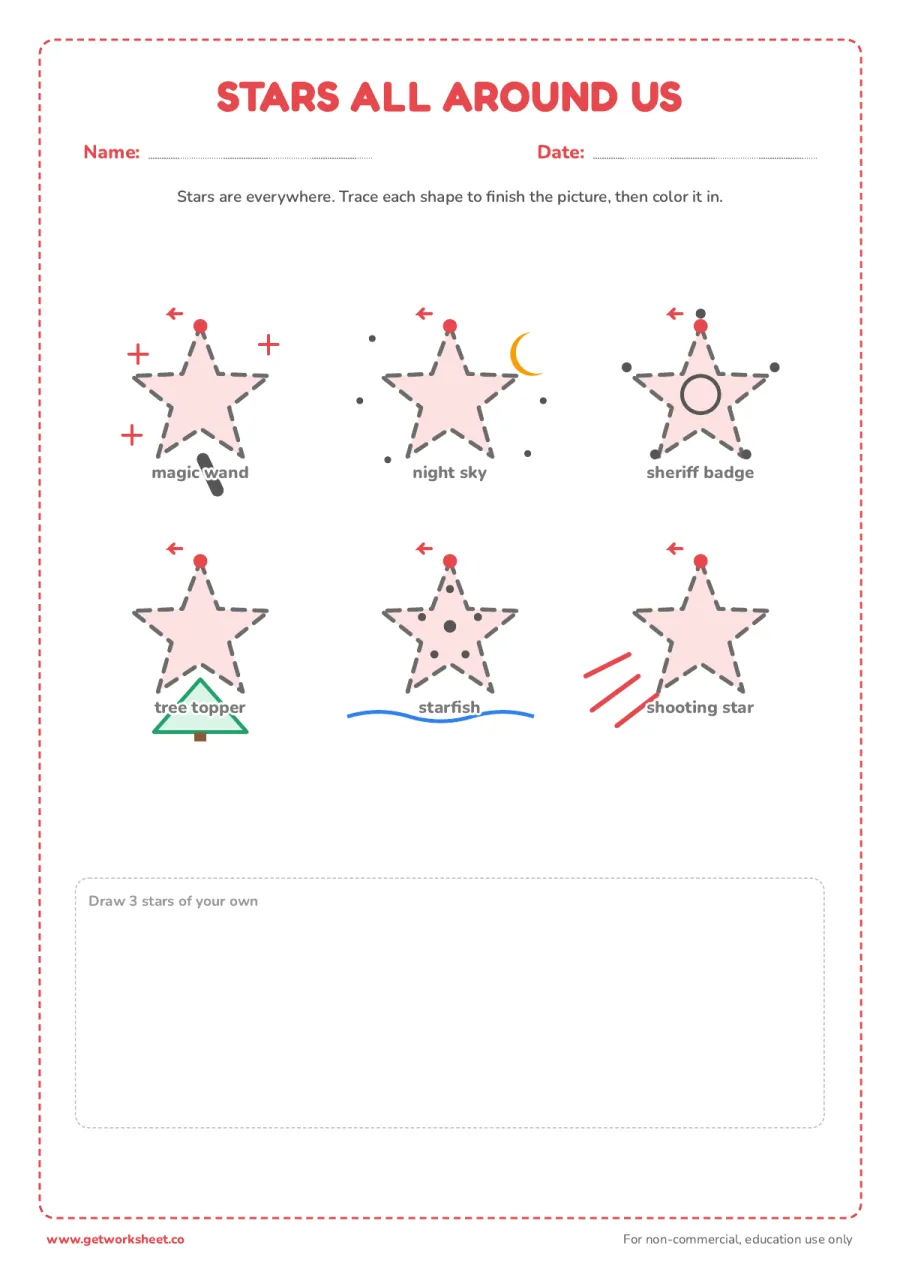 STARS ALL AROUND US
Name:
Date:
Stars are everywhere. Trace each shape to finish the picture, then color it in.
magic wand
night sky
sheriff badge
tree topper
starfish
shooting star
Draw 3 stars of your own
www.getworksheet.co
For non-commercial, education use only